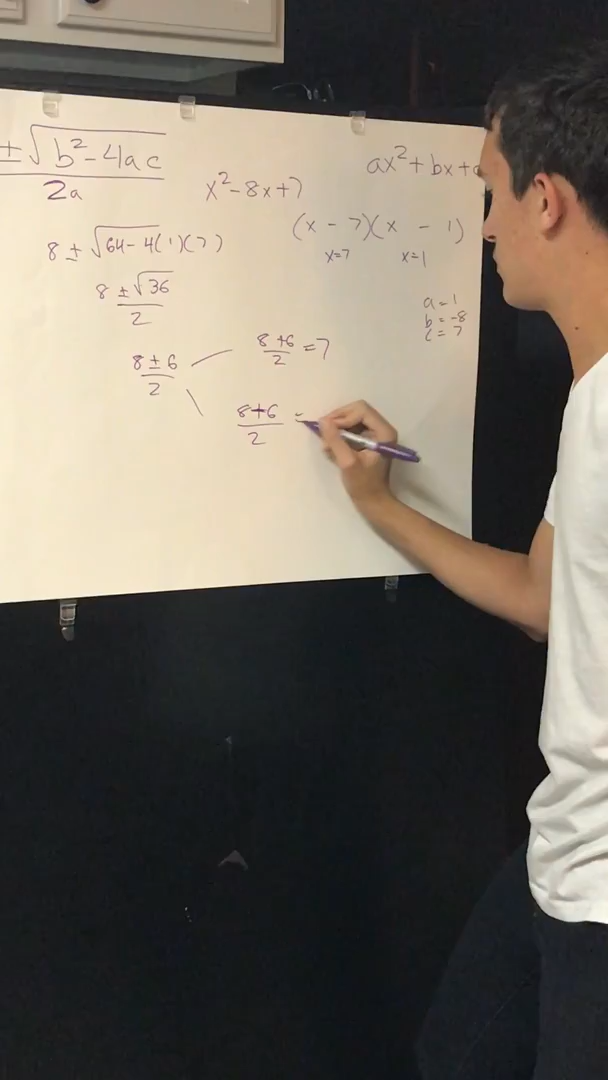 ± √b²-4ac
2a
x²-8x+7
ax²+bx+
8 ± √64-4(1)(7)
(x - 7)(x - 1)
x=7 x=1
8 ± √36
2
a=1
b=-8
c=7
8 ± 6
2
8+6
2
=7
8+6
2
=